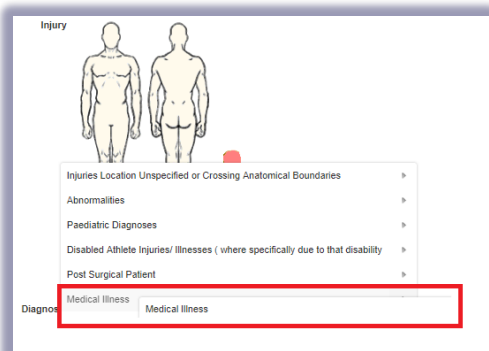 Injury
Injuries Location Unspecified or Crossing Anatomical Boundaries
Abnormalities
Paediatric Diagnoses
Disabled Athlete Injuries/ Illnesses ( where specifically due to that disability
Post Surgical Patient
Medical Illness
Diagnos
Medical Illness